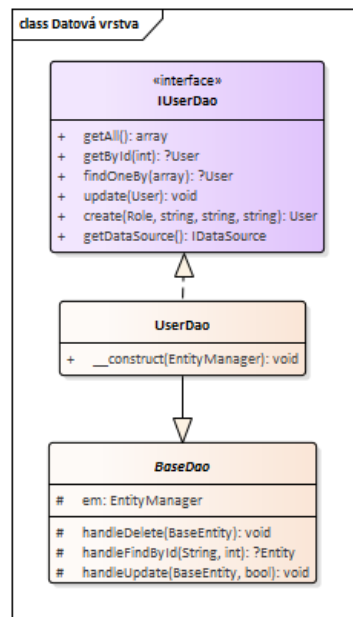 class Datová vrstva
«interface»
IUserDao
+ getAll(): array
+ getById(int): ?User
+ findOneBy(array): ?User
+ update(User): void
+ create(Role, string, string, string): User
+ getDataSource(): IDataSource
UserDao
+ __construct(EntityManager): void
BaseDao
# em: EntityManager
# handleDelete(BaseEntity): void
# handleFindById(String, int): ?Entity
# handleUpdate(BaseEntity, bool): void